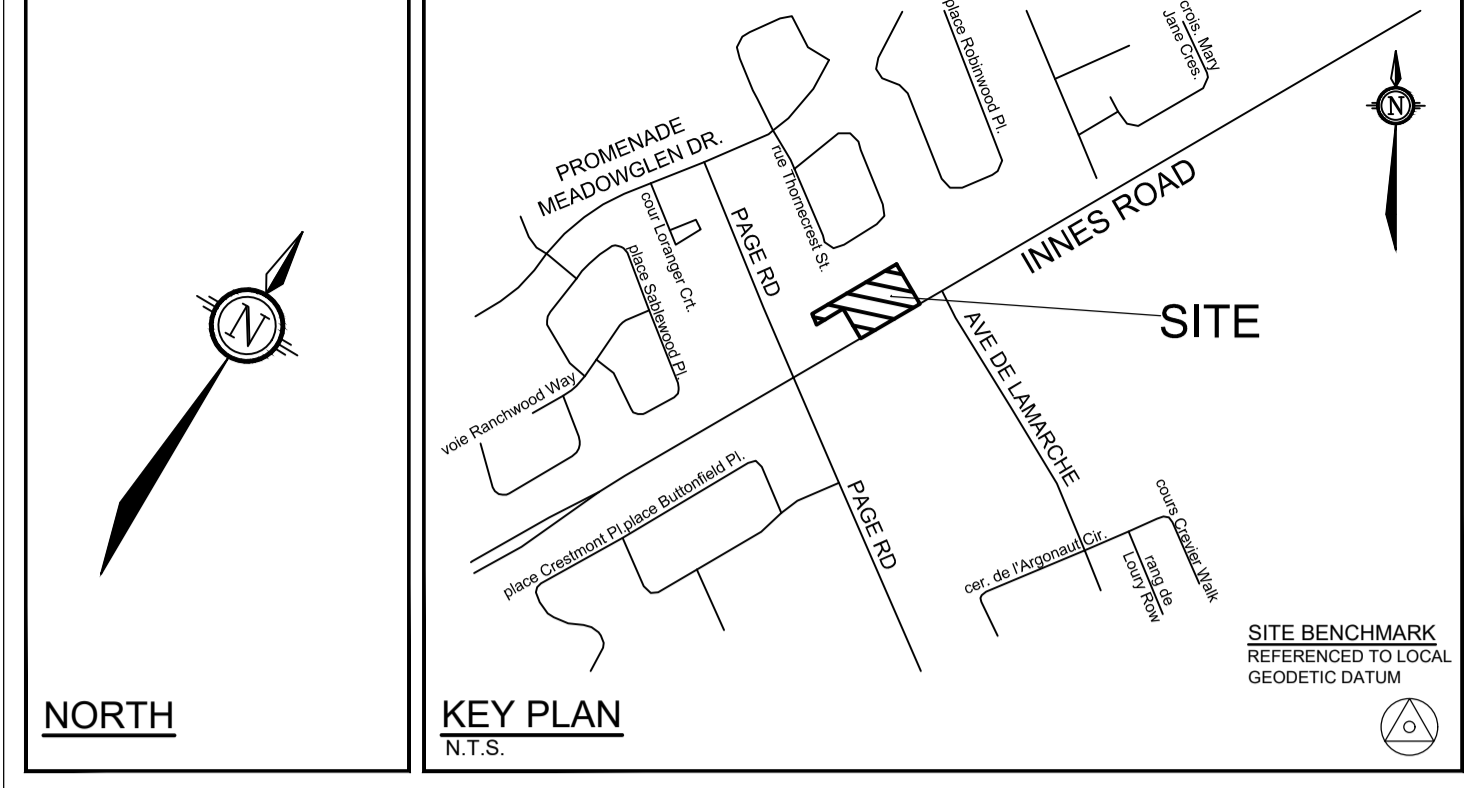 place Robinwood Pl.
crois. Mary
Jane Cres.
N
PROMENADE
MEADOWGLEN DR.
rue Thornecrest St.
cour Loranger Crt.
PAGE RD
INNES ROAD
place Sablewood Pl.
N
SITE
AVE DE LAMARCHE
voie Ranchwood Way
place Crestmont Pl.
place Buttonfield Pl.
PAGE RD
cours Crevier Walk
cer. de l'Argonaut Cir.
rang de
Loury Row
SITE BENCHMARK
REFERENCED TO LOCAL
GEODETIC DATUM
NORTH
KEY PLAN
N.T.S.